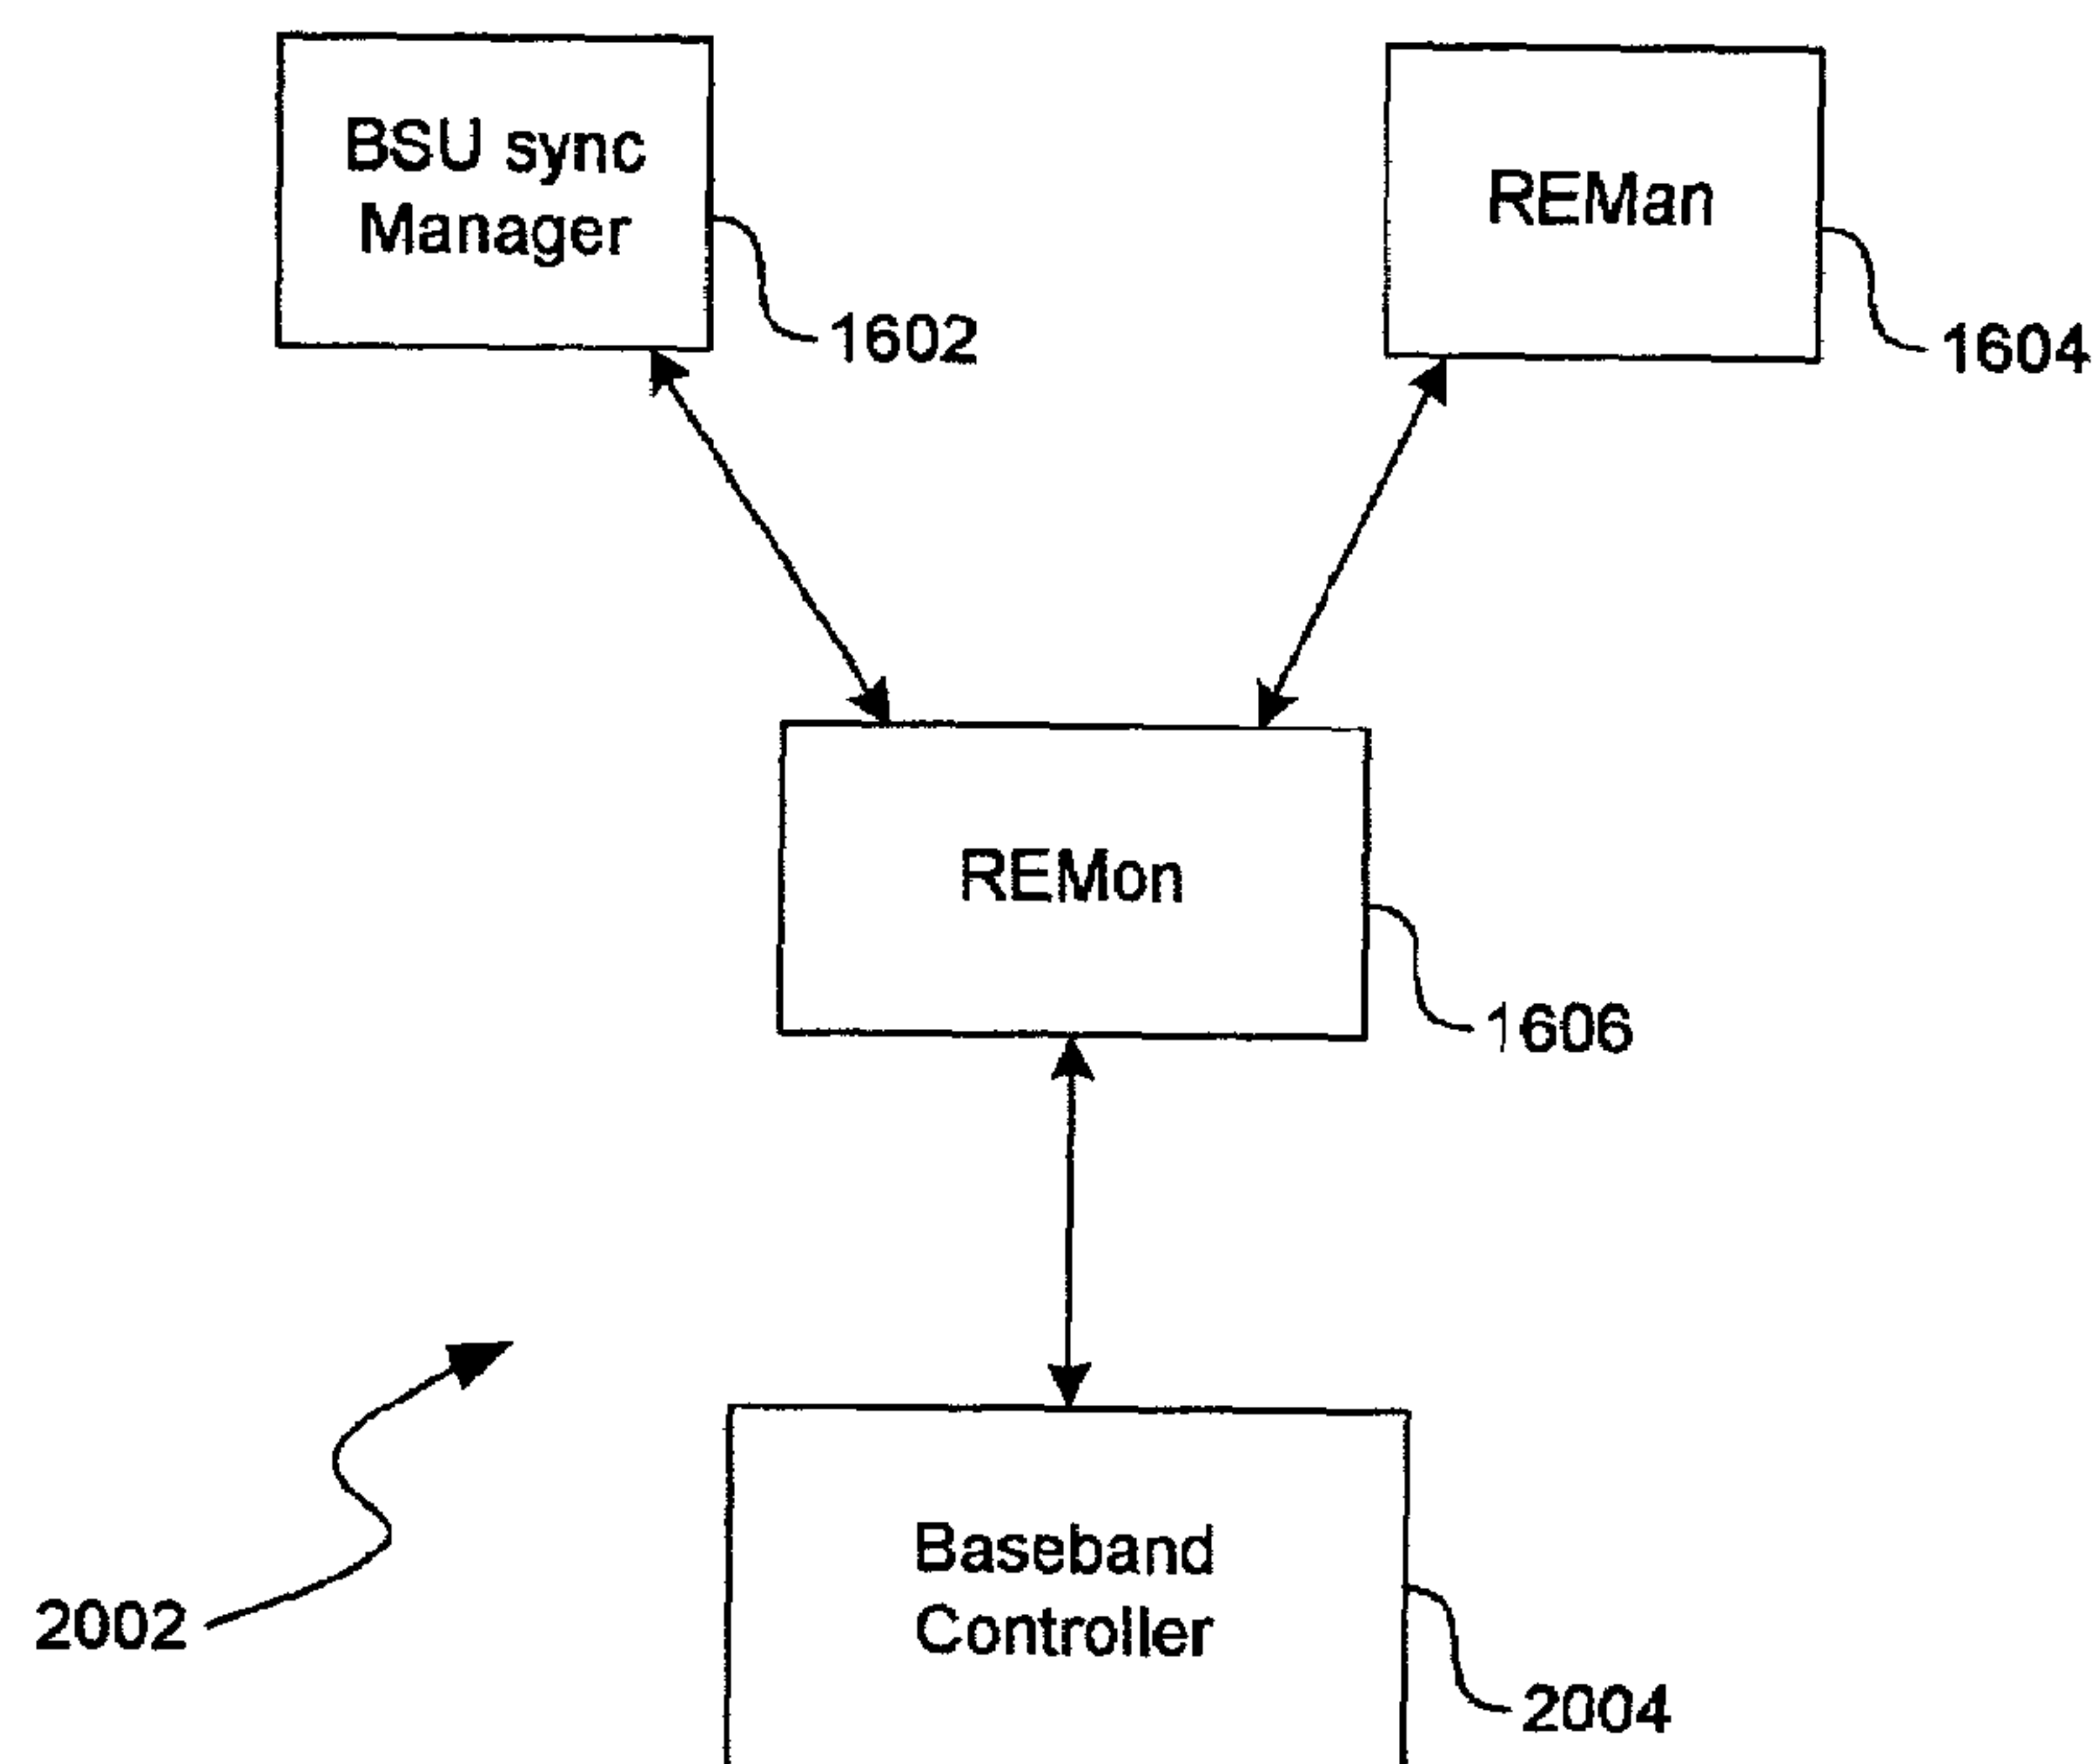 BSU sync
Manager
1602
REMan
1604
REMon
1606
Baseband
Controller
2002
2004